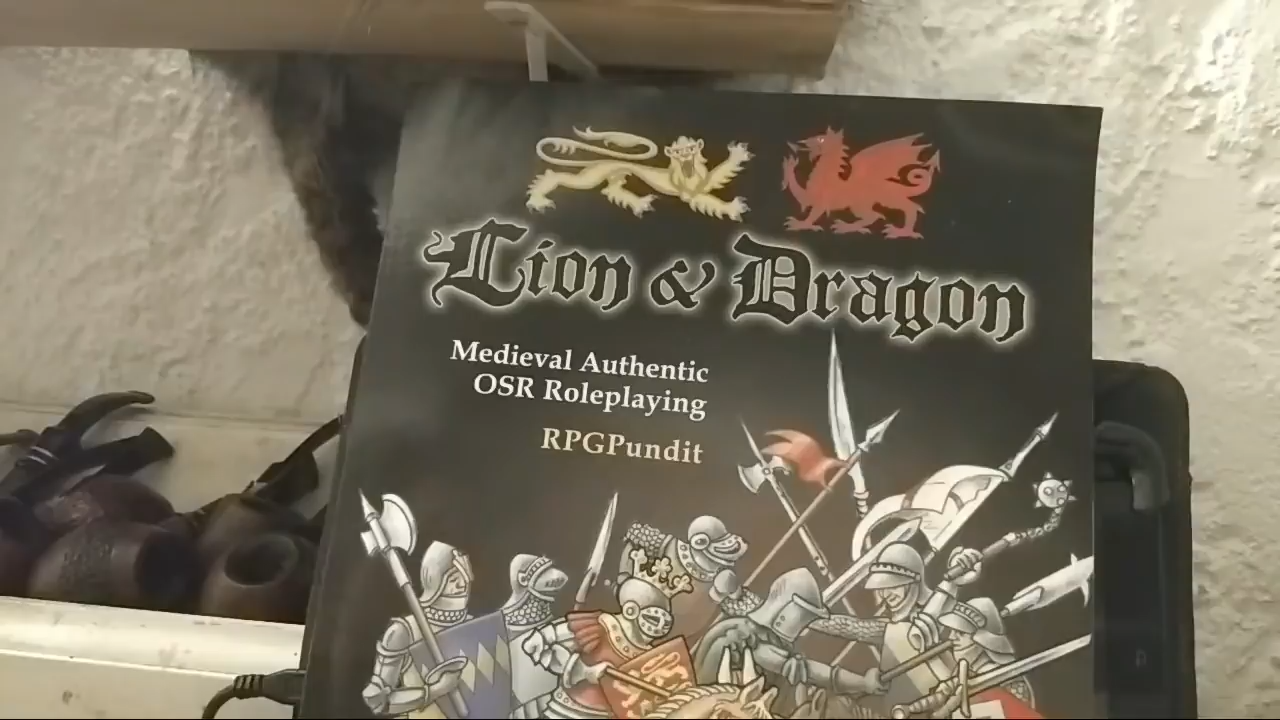 Lion & Dragon
Medieval Authentic
OSR Roleplaying
RPGPundit